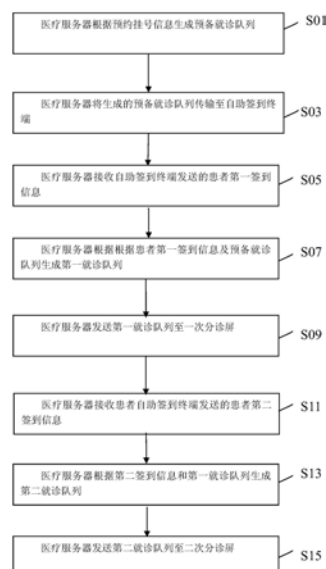 医疗服务器根据预约挂号信息生成预备就诊队列
S01
医疗服务器将生成的预备就诊队列传输至自助签到终
端
S03
医疗服务器接收自助签到终端发送的患者第一签到
信息
S05
医疗服务器根据根据患者第一签到信息及预备就诊
队列生成第一就诊队列
S07
医疗服务器发送第一就诊队列至一次分诊屏
S09
医疗服务器接收患者自助签到终端发送的患者第二
签到信息
S11
医疗服务器根据第二签到信息和第一就诊队列生成
第二就诊队列
S13
医疗服务器发送第二就诊队列至二次分诊屏
S15